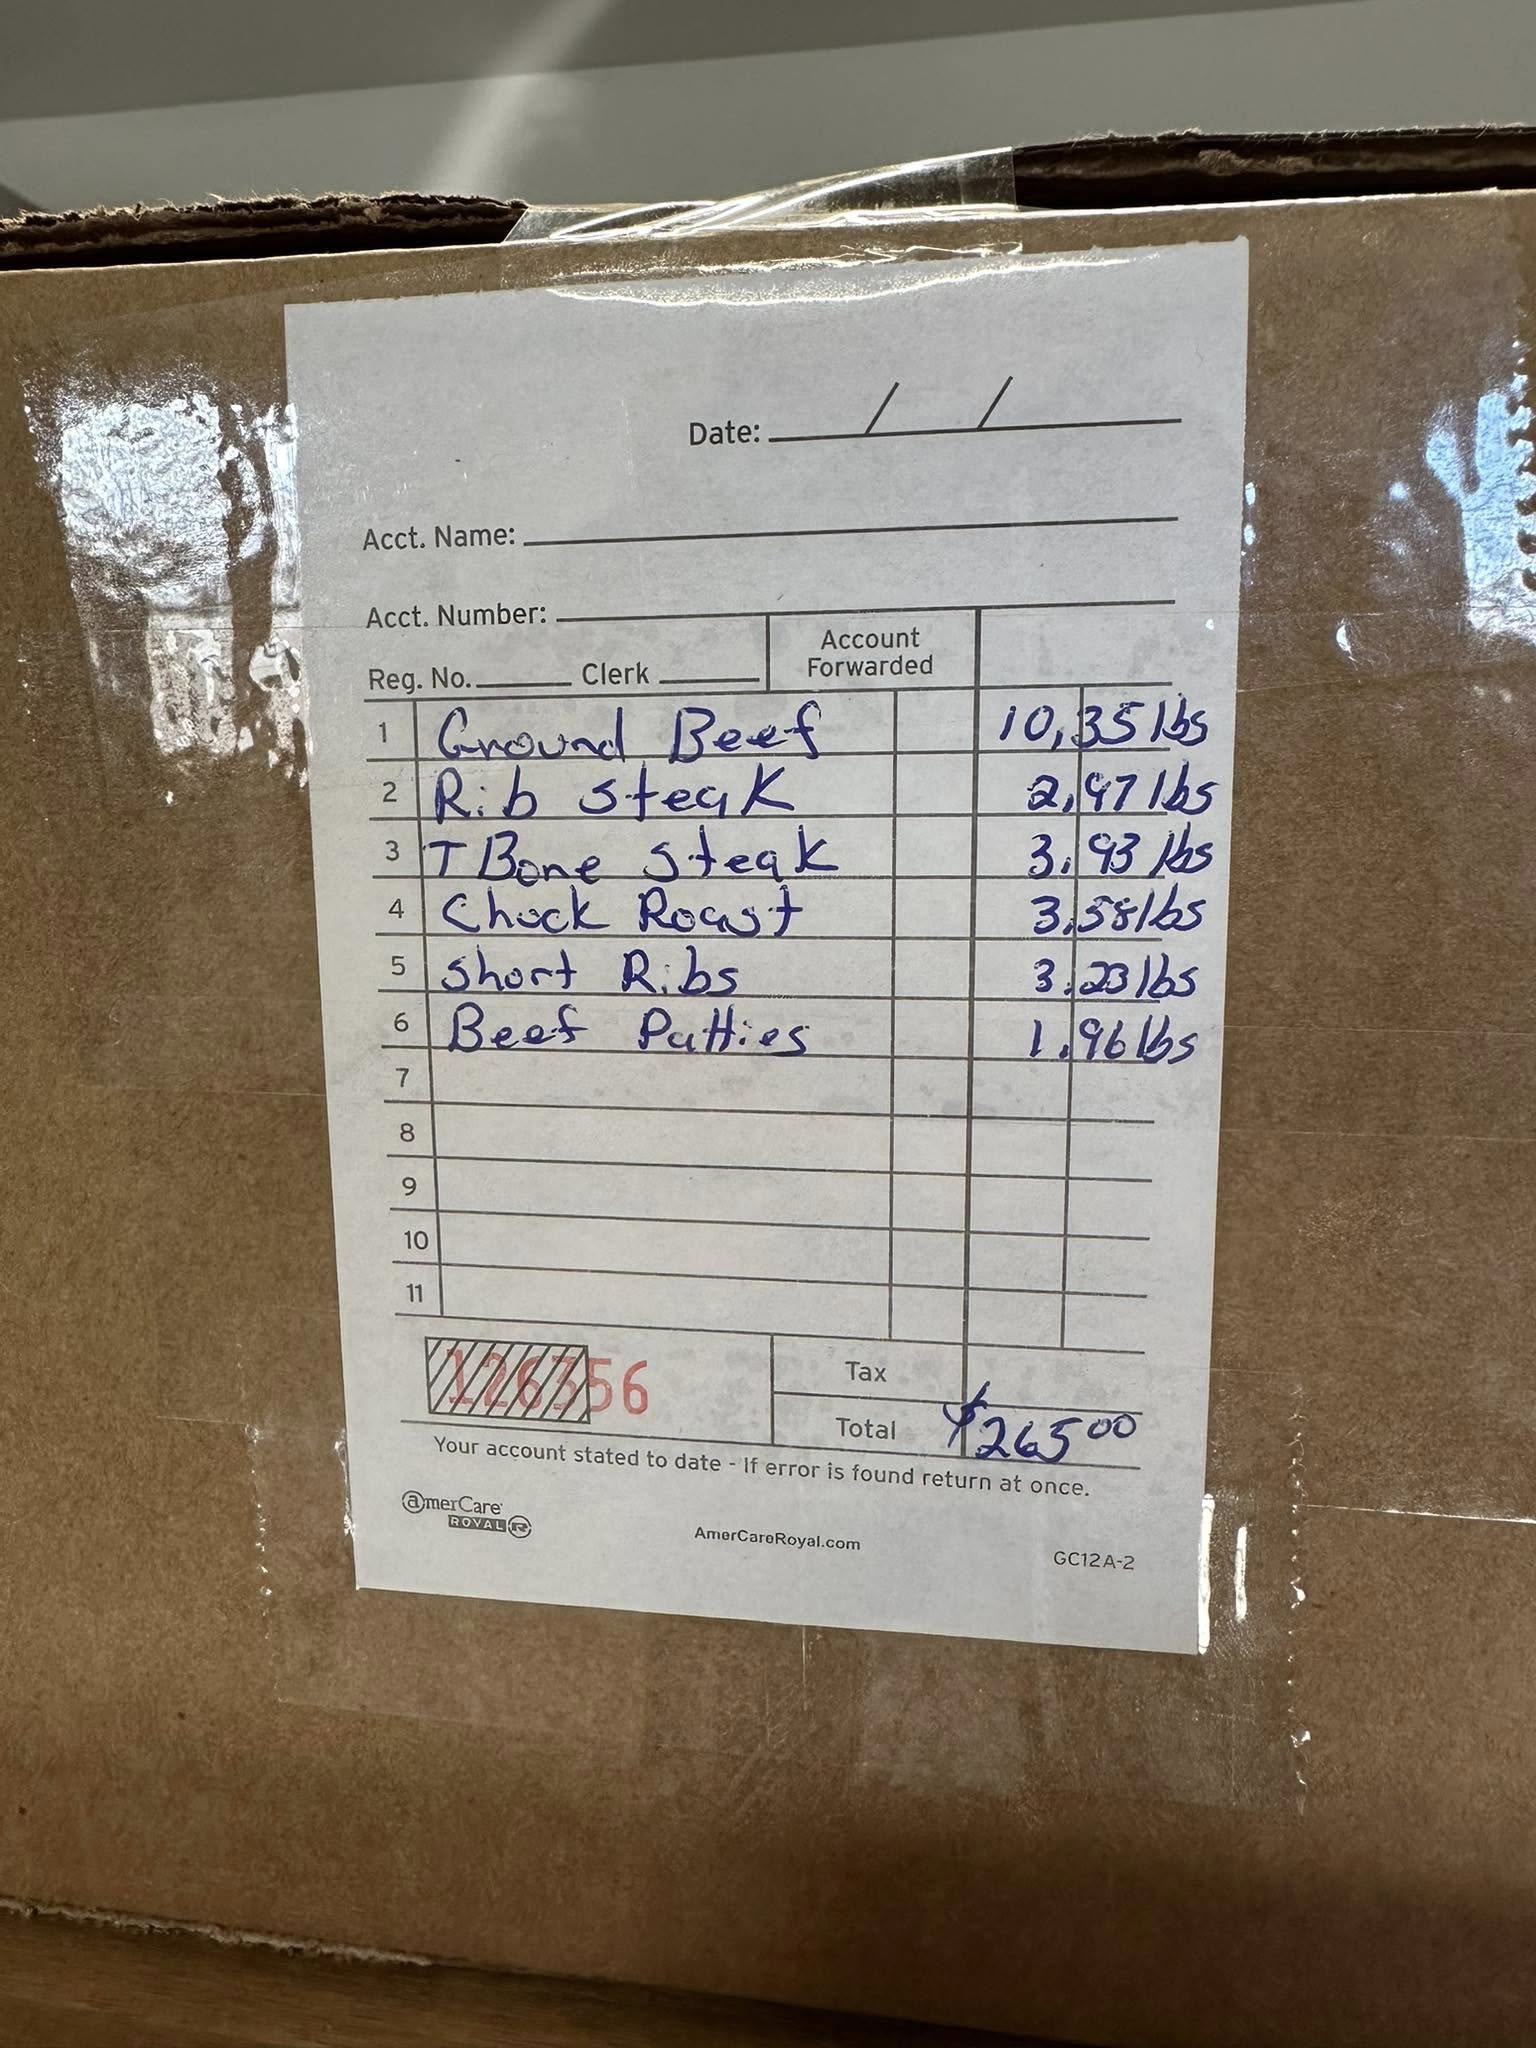 Date: / /
Acct. Name:
Acct. Number:
Account Forwarded
Reg. No. Clerk
1 Ground Beef 10,35 lbs
2 Rib steak 2,97 lbs
3 T Bone steak 3.93 lbs
4 Chuck Roast 3,58 lbs
5 short Ribs 3.23 lbs
6 Beef Patties 1.96 lbs
7
8
9
10
11
126356
Tax
Total $265 00
Your account stated to date - If error is found return at once.
AmerCare ROYAL R
AmerCareRoyal.com
GC12A-2